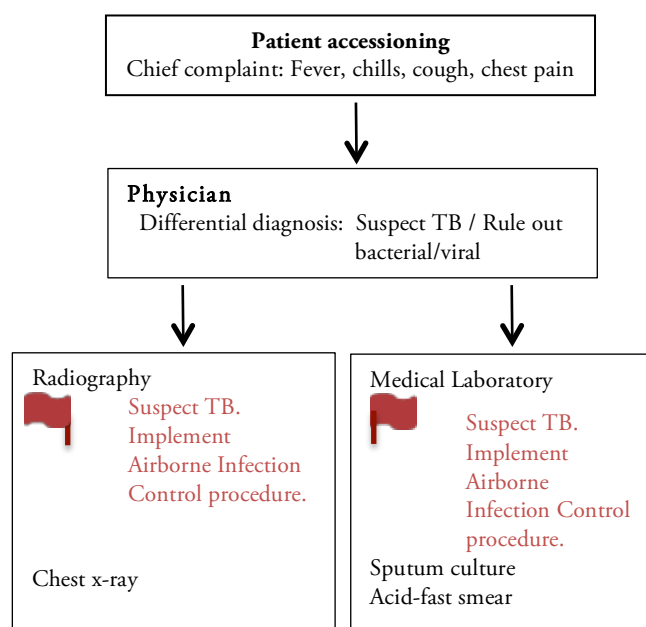 Patient accessioning
Chief complaint: Fever, chills, cough, chest pain
Physician
Differential diagnosis: Suspect TB / Rule out
bacterial/viral
Radiography
Suspect TB.
Implement
Airborne Infection
Control procedure.
Chest x-ray
Medical Laboratory
Suspect TB.
Implement
Airborne
Infection Control
procedure.
Sputum culture
Acid-fast smear